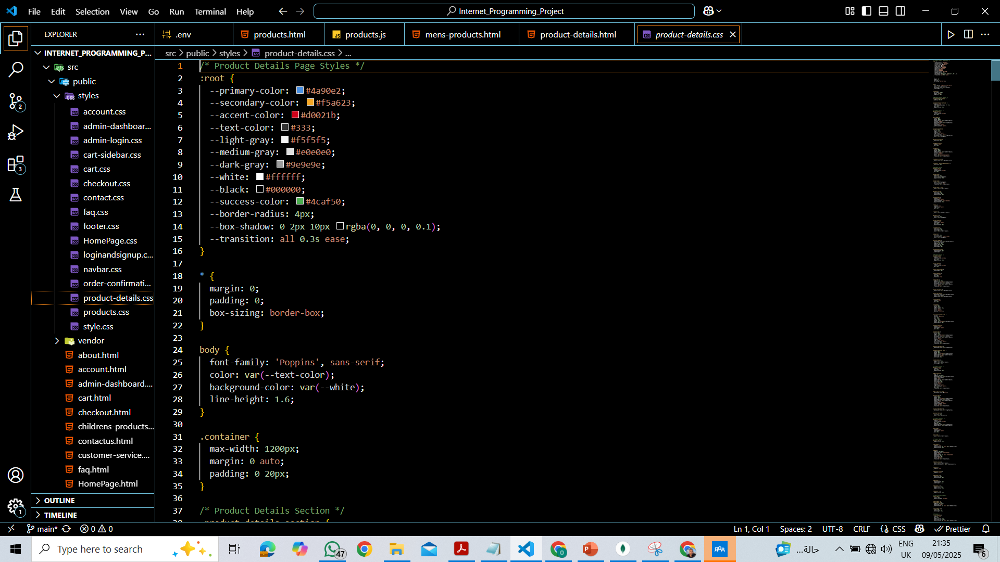 File Edit Selection View Go Run Terminal Help
Internet_Programming_Project
EXPLORER
.env
products.html
products.js
mens-products.html
product-details.html
product-details.css
src > public > styles > product-details.css > ...
INTERNET_PROGRAMMING_P...
src
public
styles
account.css
admin-dashboar...
admin-login.css
cart-sidebar.css
cart.css
checkout.css
contact.css
faq.css
footer.css
HomePage.css
loginandsignup.c...
navbar.css
order-confirmati...
product-details.css
products.css
style.css
vendor
about.html
account.html
admin-dashboard....
cart.html
checkout.html
childrens-products...
contactus.html
customer-service....
faq.html
HomePage.html
OUTLINE
TIMELINE
2
3
1
1 /* Product Details Page Styles */
2 :root {
3 --primary-color: #4a90e2;
4 --secondary-color: #f5a623;
5 --accent-color: #d0021b;
6 --text-color: #333;
7 --light-gray: #f5f5f5;
8 --medium-gray: #e0e0e0;
9 --dark-gray: #9e9e9e;
10 --white: #ffffff;
11 --black: #000000;
12 --success-color: #4caf50;
13 --border-radius: 4px;
14 --box-shadow: 0 2px 10px rgba(0, 0, 0, 0.1);
15 --transition: all 0.3s ease;
16 }
17
18 * {
19 margin: 0;
20 padding: 0;
21 box-sizing: border-box;
22 }
23
24 body {
25 font-family: 'Poppins', sans-serif;
26 color: var(--text-color);
27 background-color: var(--white);
28 line-height: 1.6;
29 }
30
31 .container {
32 max-width: 1200px;
33 margin: 0 auto;
34 padding: 0 20px;
35 }
36
37 /* Product Details Section */
main* 0 0
Ln 1, Col 1 Spaces: 2 UTF-8 CRLF CSS Prettier
Type here to search
47
حالة...
ENG
UK
21:35
09/05/2025
6